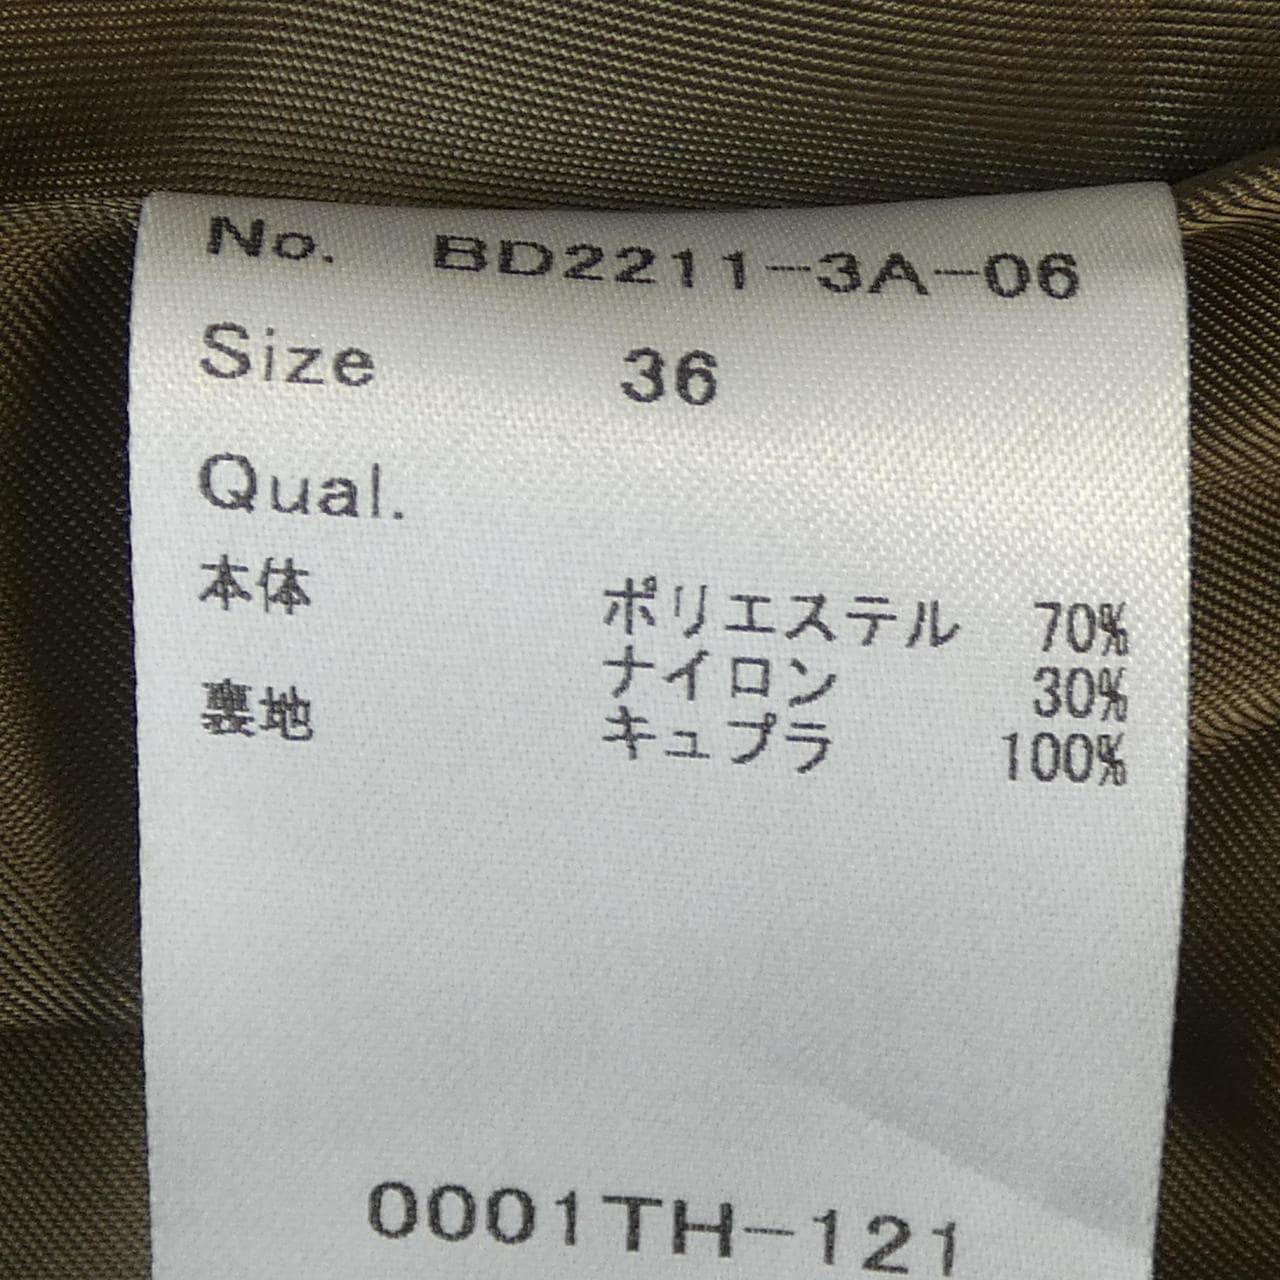 No. BD2211-3A-06
Size 36
Qual.
本体 ポリエステル 70%
ナイロン 30%
裏地 キュプラ 100%
0001TH-121